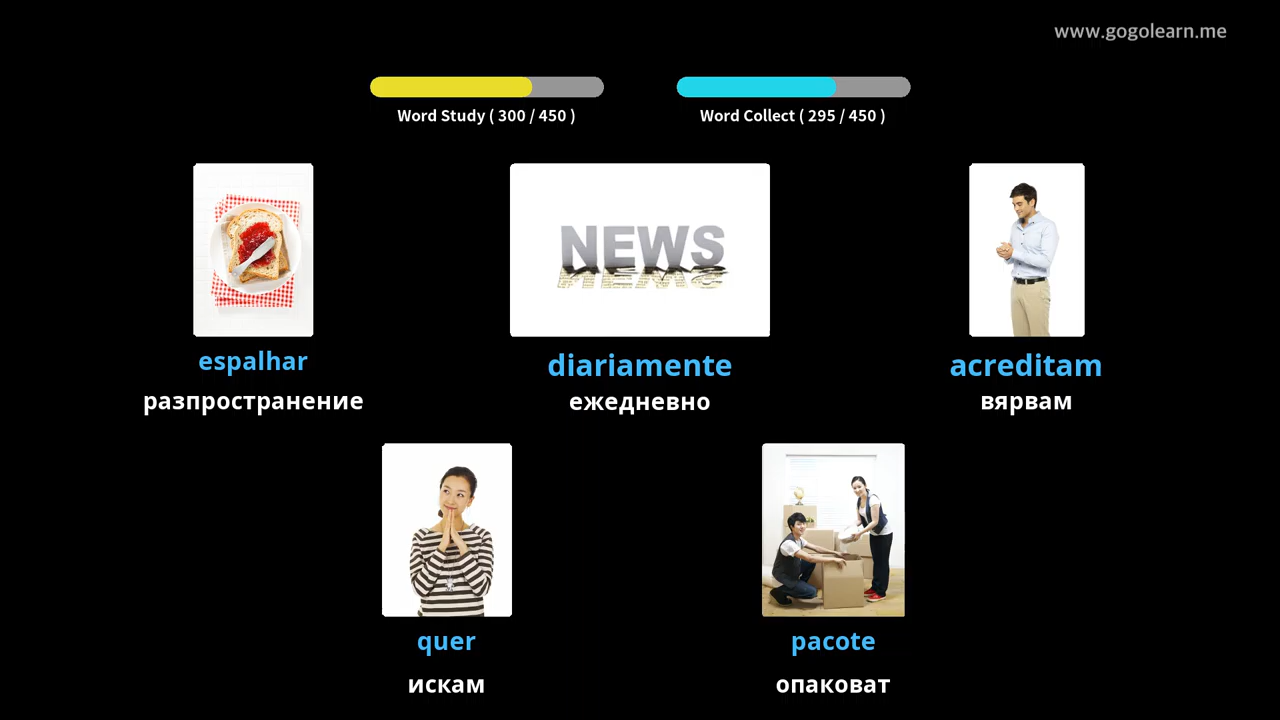 www.gogolearn.me
Word Study ( 300 / 450 )
Word Collect ( 295 / 450 )
NEWS
espalhar
разпространение
diariamente
ежедневно
acreditam
вярвам
quer
искам
pacote
опаковат